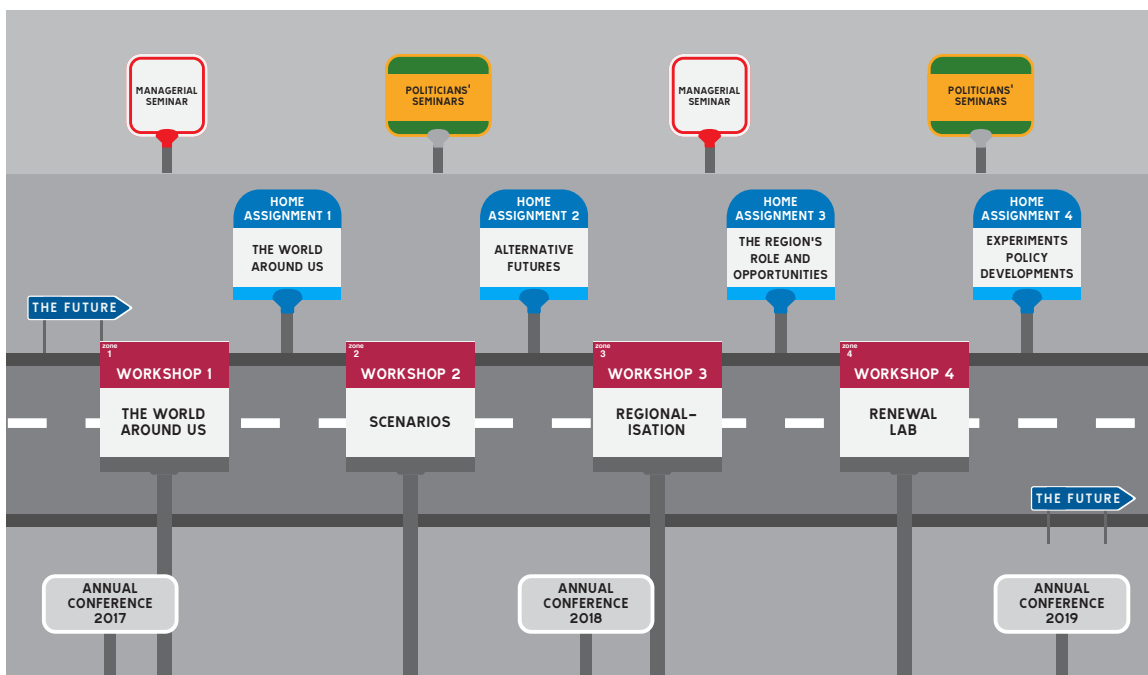 MANAGERIAL
SEMINAR
POLITICIANS'
SEMINARS
MANAGERIAL
SEMINAR
POLITICIANS'
SEMINARS
HOME
ASSIGNMENT 1
THE WORLD
AROUND US
HOME
ASSIGNMENT 2
ALTERNATIVE
FUTURES
HOME
ASSIGNMENT 3
THE REGION'S
ROLE AND
OPPORTUNITIES
HOME
ASSIGNMENT 4
EXPERIMENTS
POLICY
DEVELOPMENTS
THE FUTURE
zone
1
WORKSHOP 1
THE WORLD
AROUND US
zone
2
WORKSHOP 2
SCENARIOS
zone
3
WORKSHOP 3
REGIONAL–
ISATION
zone
4
WORKSHOP 4
RENEWAL
LAB
THE FUTURE
ANNUAL
CONFERENCE
2017
ANNUAL
CONFERENCE
2018
ANNUAL
CONFERENCE
2019